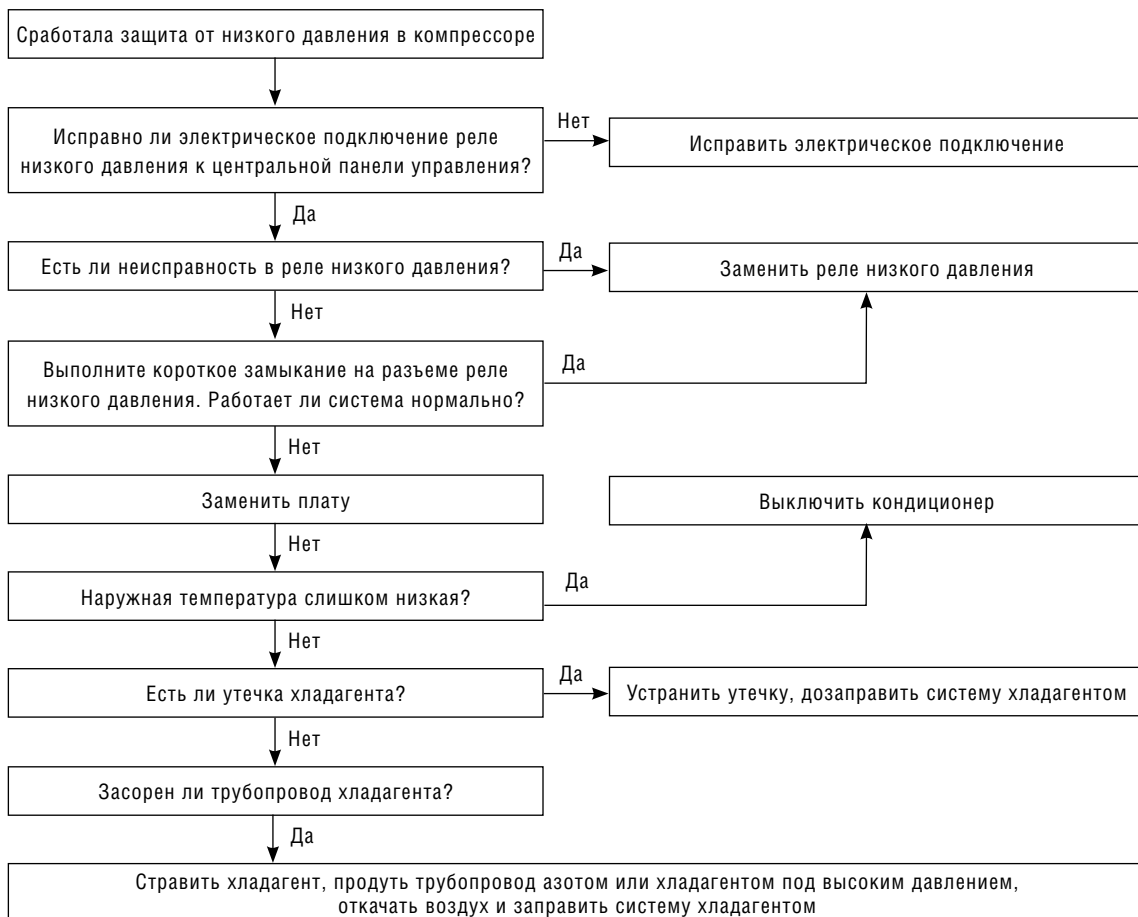 Сработала защита от низкого давления в компрессоре
Исправно ли электрическое подключение реле
низкого давления к центральной панели управления?
Нет
Исправить электрическое подключение
Да
Есть ли неисправность в реле низкого давления?
Да
Заменить реле низкого давления
Нет
Выполните короткое замыкание на разъеме реле
низкого давления. Работает ли система нормально?
Да
Нет
Заменить плату
Выключить кондиционер
Нет
Наружная температура слишком низкая?
Да
Нет
Есть ли утечка хладагента?
Да
Устранить утечку, дозаправить систему хладагентом
Нет
Засорен ли трубопровод хладагента?
Да
Стравить хладагент, продуть трубопровод азотом или хладагентом под высоким давлением,
откачать воздух и заправить систему хладагентом